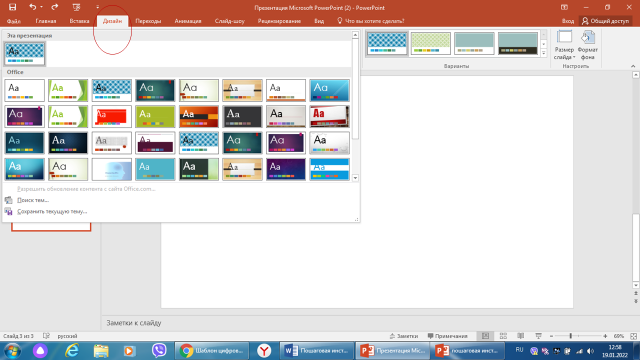 Презентация Microsoft PowerPoint (2) - PowerPoint
Файл Главная Вставка Дизайн Переходы Анимация Слайд-шоу Рецензирование Вид Что вы хотите сделать? Вход Общий доступ
Эта презентация
Aa
Office
Aa Aa Aa Aa Aa Aa Aa Aa
Aa Aa Aa Aa Aa Aa Aa Aa
Aa Aa Aa Aa Aa Aa Aa Aa
Aa Aa Aa Aa Aa Aa Aa Aa
Разрешить обновления контента с сайта Office.com...
Поиск тем...
Сохранить текущую тему...
Варианты
Размер слайда
Формат фона
Настроить
Заметки к слайду
Слайд 3 из 3 русский Заметки Примечания 69%
Шаблон цифров... Пошаговая инст... Презентация Mic... пошаговая инст... RU 12:58
19.01.2022